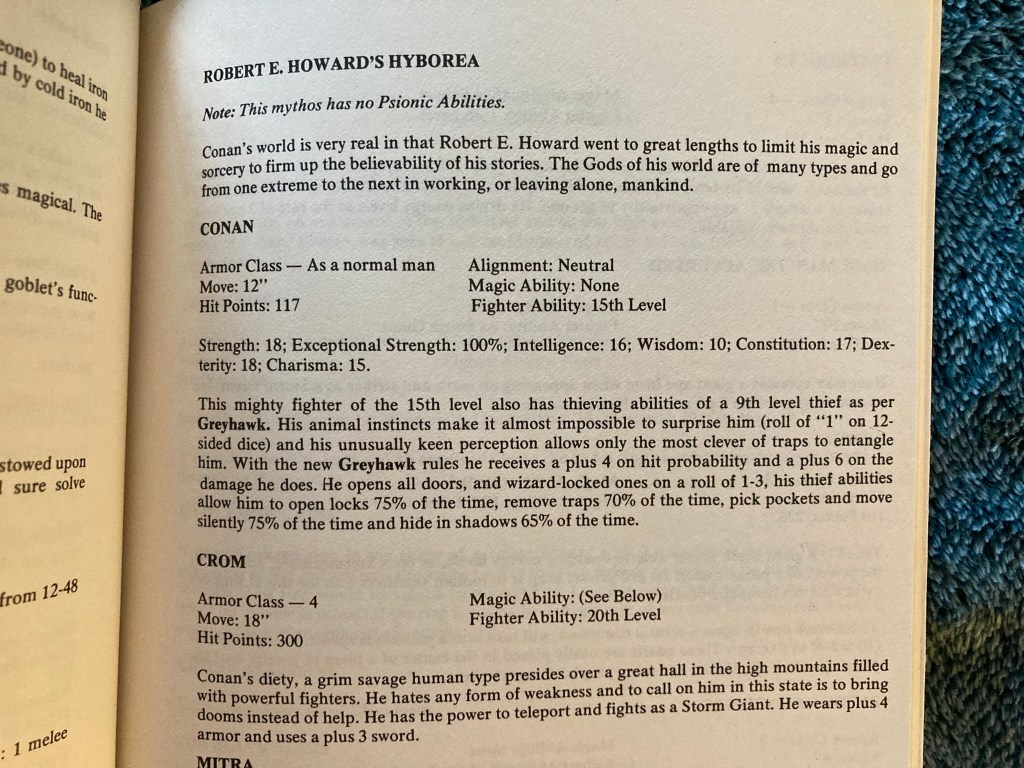 eone) to heal iron
d by cold iron he
s magical. The
goblet's func-
stowed upon
sure solve
from 12-48
: 1 melee
ROBERT E. HOWARD'S HYBOREA
Note: This mythos has no Psionic Abilities.
Conan's world is very real in that Robert E. Howard went to great lengths to limit his magic and
sorcery to firm up the believability of his stories. The Gods of his world are of many types and go
from one extreme to the next in working, or leaving alone, mankind.
CONAN
Armor Class — As a normal man Alignment: Neutral
Move: 12" Magic Ability: None
Hit Points: 117 Fighter Ability: 15th Level
Strength: 18; Exceptional Strength: 100%; Intelligence: 16; Wisdom: 10; Constitution: 17; Dex-
terity: 18; Charisma: 15.
This mighty fighter of the 15th level also has thieving abilities of a 9th level thief as per
Greyhawk. His animal instincts make it almost impossible to surprise him (roll of "1" on 12-
sided dice) and his unusually keen perception allows only the most clever of traps to entangle
him. With the new Greyhawk rules he receives a plus 4 on hit probability and a plus 6 on the
damage he does. He opens all doors, and wizard-locked ones on a roll of 1-3, his thief abilities
allow him to open locks 75% of the time, remove traps 70% of the time, pick pockets and move
silently 75% of the time and hide in shadows 65% of the time.
CROM
Armor Class — 4 Magic Ability: (See Below)
Move: 18" Fighter Ability: 20th Level
Hit Points: 300
Conan's diety, a grim savage human type presides over a great hall in the high mountains filled
with powerful fighters. He hates any form of weakness and to call on him in this state is to bring
dooms instead of help. He has the power to teleport and fights as a Storm Giant. He wears plus 4
armor and uses a plus 3 sword.
MITRA